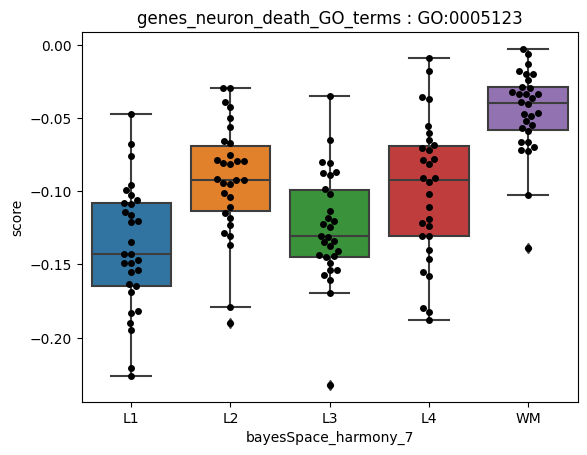 genes_neuron_death_GO_terms : GO:0005123
0.00
−0.05
−0.10
−0.15
−0.20
score
L1 L2 L3 L4 WM
bayesSpace_harmony_7